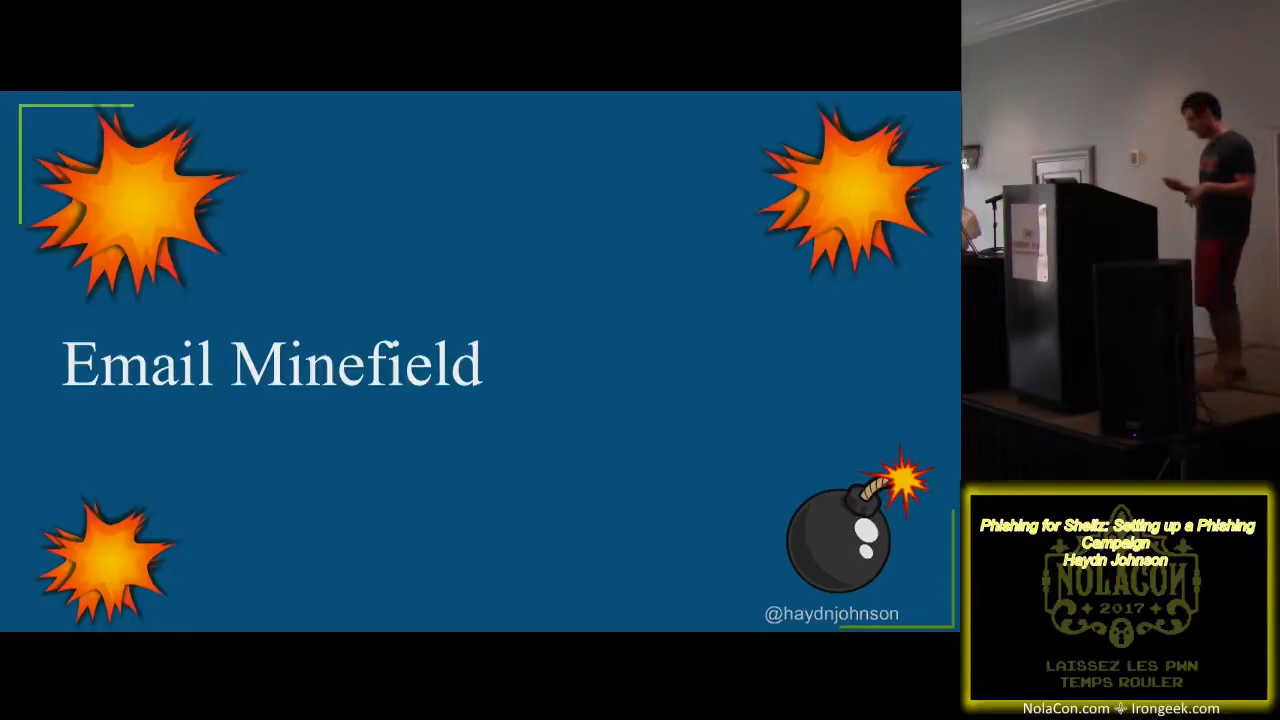 Email Minefield
@haydnjohnson
Phishing for Shellz: Setting up a Phishing
Campaign
Haydn Johnson
NOLACON
2017
LAISSEZ LES PWN
TEMPS ROULER
NolaCon.com Irongeek.com